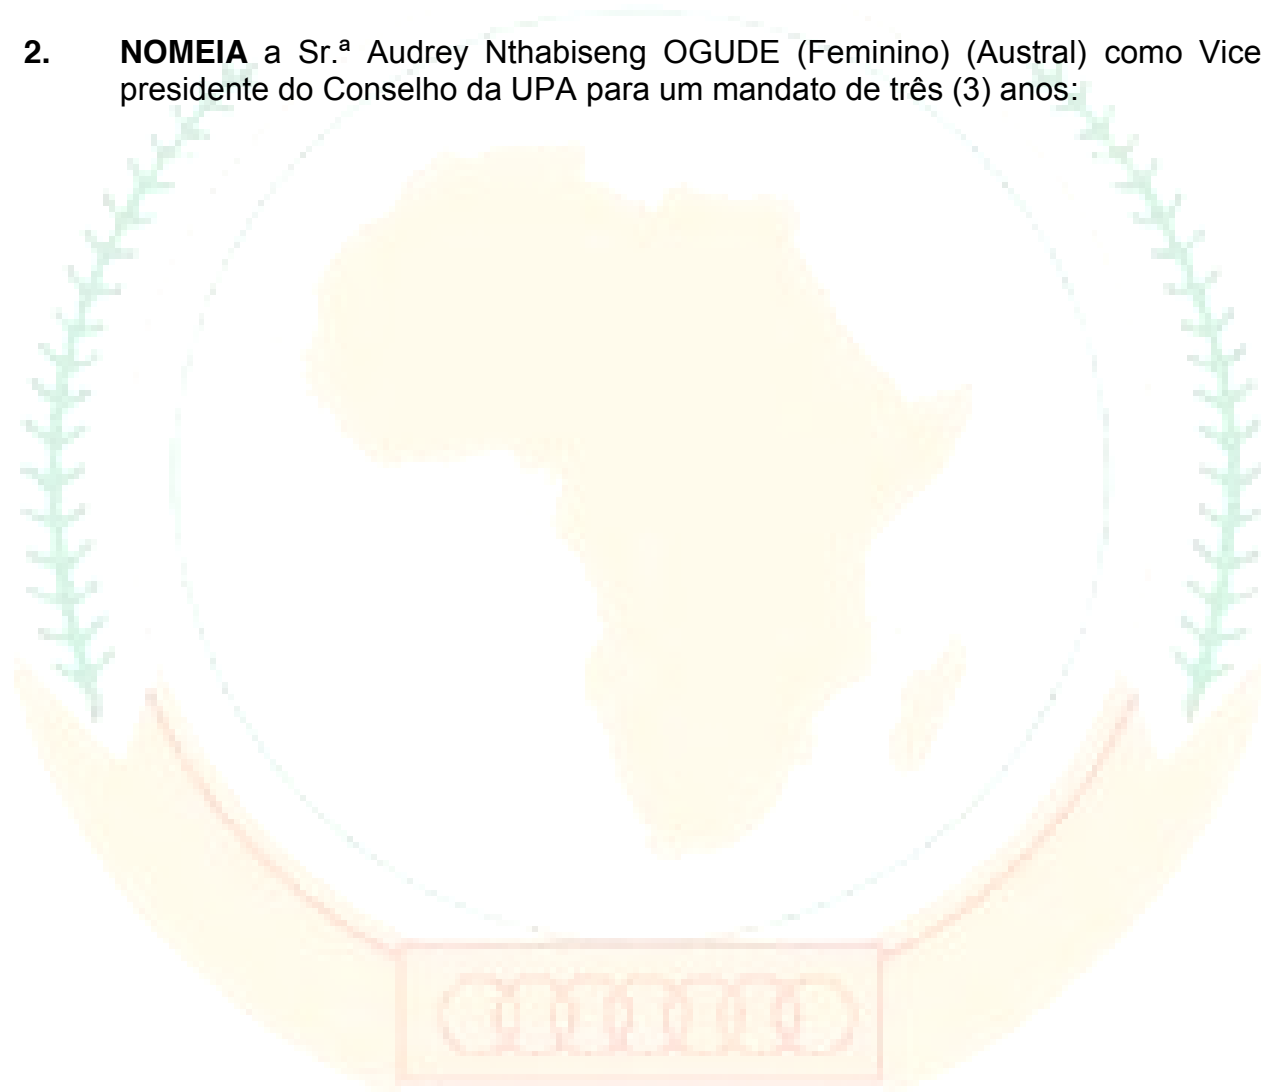 2. NOMEIA a Sr.ª Audrey Nthabiseng OGUDE (Feminino) (Austral) como Vice
presidente do Conselho da UPA para um mandato de três (3) anos: